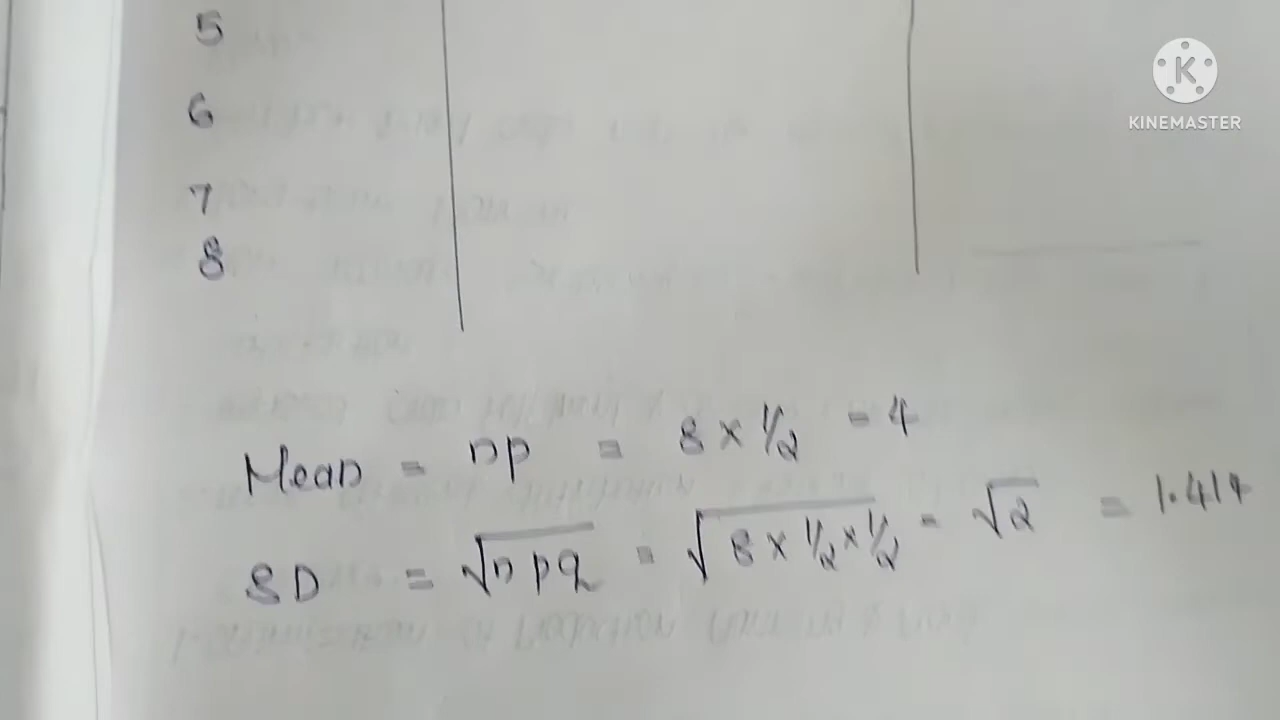 5
6
K
KINEMASTER
7
8
Mean = np = 8 × 1/2 = 4
SD = √npq = √8 × 1/2 × 1/2 = √2 = 1.414